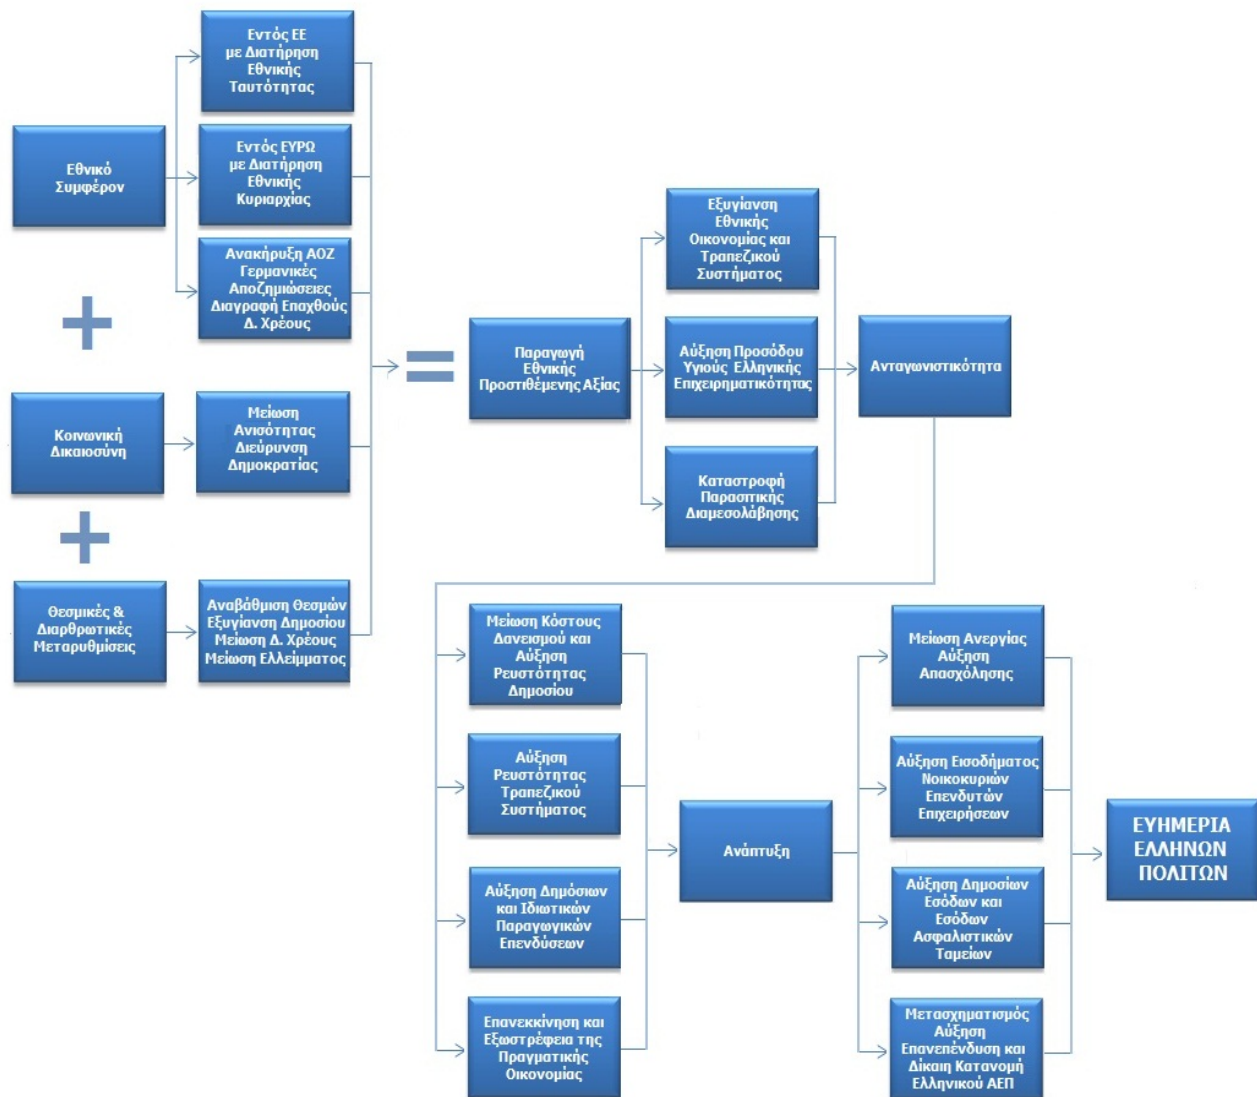 Εθνικό
Συμφέρον
Εντός ΕΕ
με Διατήρηση
Εθνικής
Ταυτότητας
Εντός ΕΥΡΩ
με Διατήρηση
Εθνικής
Κυριαρχίας
Ανακήρυξη ΑΟΖ
Γερμανικές
Αποζημιώσειες
Διαγραφή Επαχθούς
Δ. Χρέους
+
Κοινωνική
Δικαιοσύνη
Μείωση
Ανισότητας
Διεύρυνση
Δημοκρατίας
+
Θεσμικές &
Διαρθρωτικές
Μεταρυθμίσεις
Αναβάθμιση Θεσμών
Εξυγίανση Δημοσίου
Μείωση Δ. Χρέους
Μείωση Ελλείμματος
=
Παραγωγή
Εθνικής
Προστιθέμενης Αξίας
Εξυγίανση
Εθνικής
Οικονομίας και
Τραπεζικού
Συστήματος
Αύξηση Προσόδου
Υγιούς Ελληνικής
Επιχειρηματικότητας
Καταστροφή
Παρασιτικής
Διαμεσολάβησης
Ανταγωνιστικότητα
Μείωση Κόστους
Δανεισμού και
Αύξηση
Ρευστότητας
Δημοσίου
Αύξηση
Ρευστότητας
Τραπεζικού
Συστήματος
Αύξηση Δημόσιων
και Ιδιωτικών
Παραγωγικών
Επενδύσεων
Επανεκκίνηση και
Εξωστρέφεια της
Πραγματικής
Οικονομίας
Ανάπτυξη
Μείωση Ανεργίας
Αύξηση
Απασχόλησης
Αύξηση Εισοδήματος
Νοικοκυριών
Επενδυτών
Επιχειρήσεων
Αύξηση Δημοσίων
Εσόδων και
Εσόδων
Ασφαλιστικών
Ταμείων
Μετασχηματισμός
Αύξηση
Επανεπένδυση και
Δίκαιη Κατανομή
Ελληνικού ΑΕΠ
ΕΥΗΜΕΡΙΑ
ΕΛΛΗΝΩΝ
ΠΟΛΙΤΩΝ